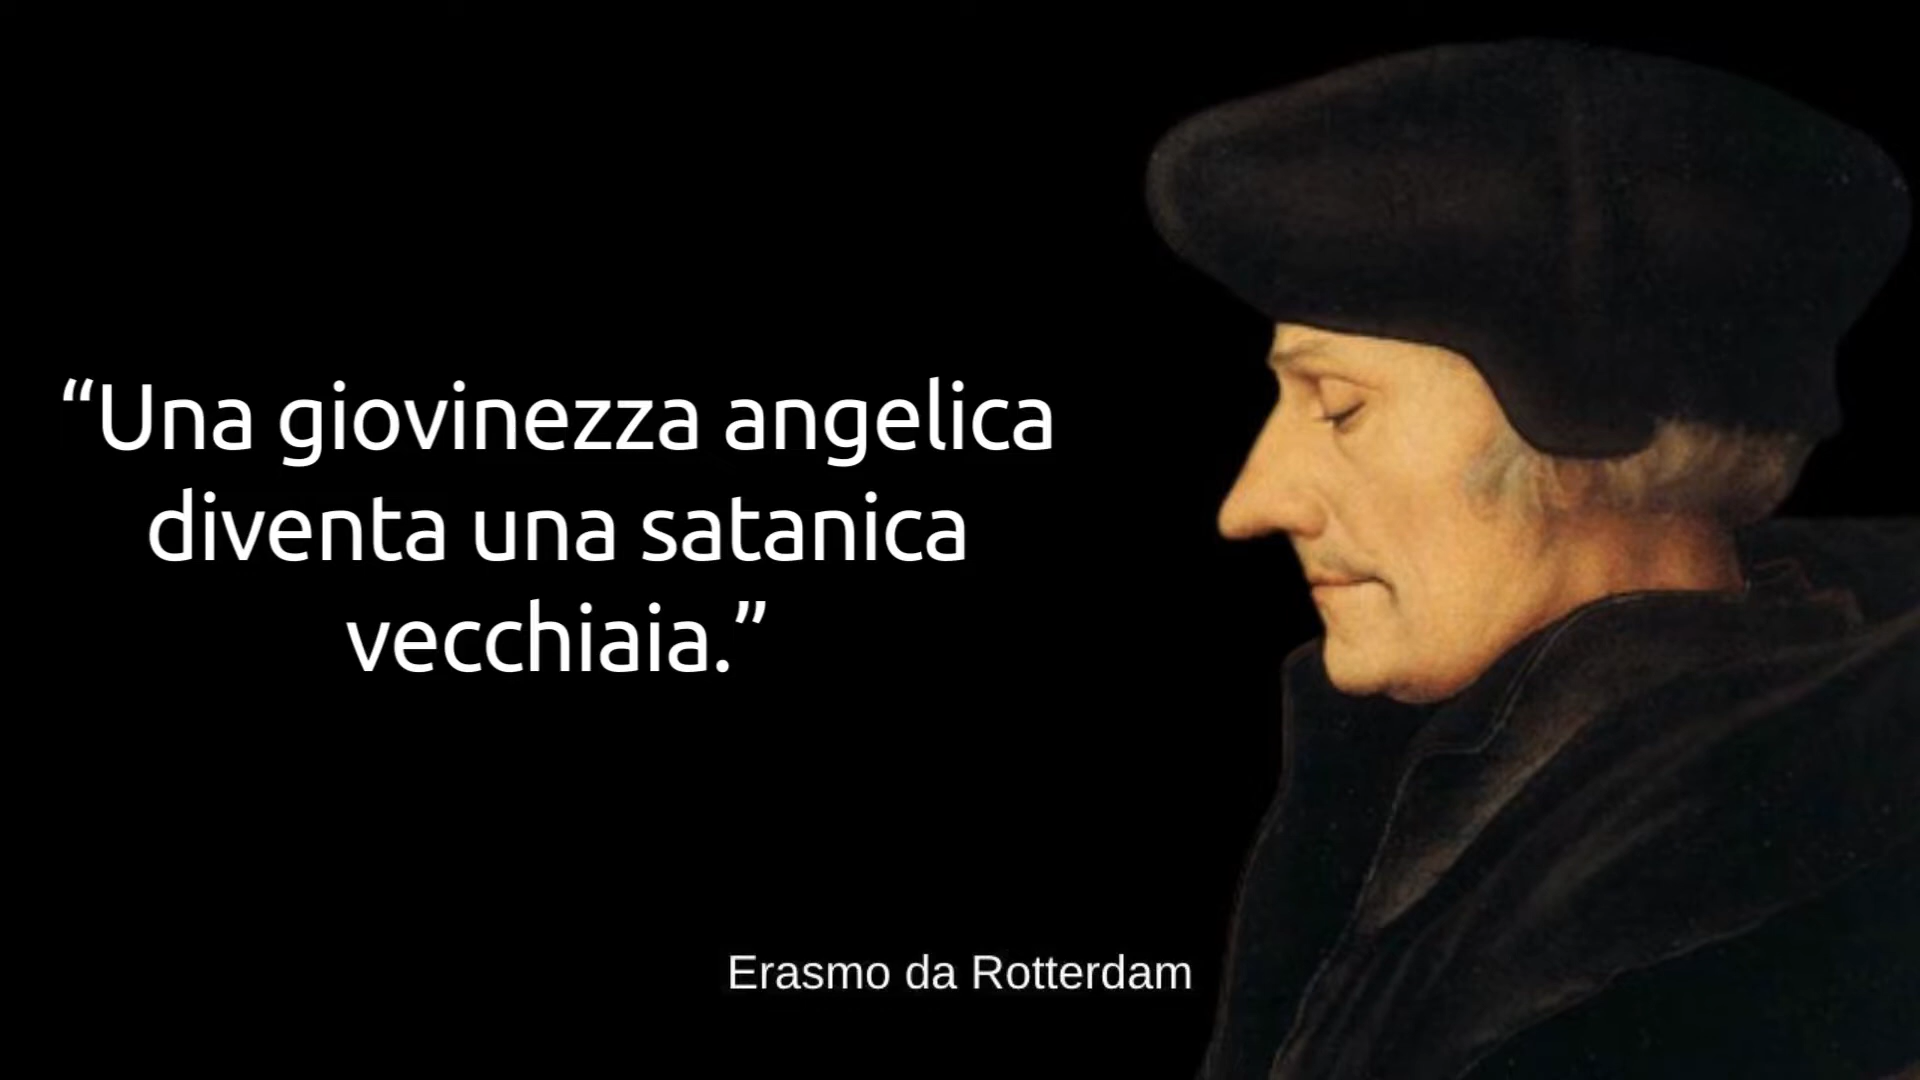 “Una giovinezza angelica
diventa una satanica
vecchiaia.”
Erasmo da Rotterdam